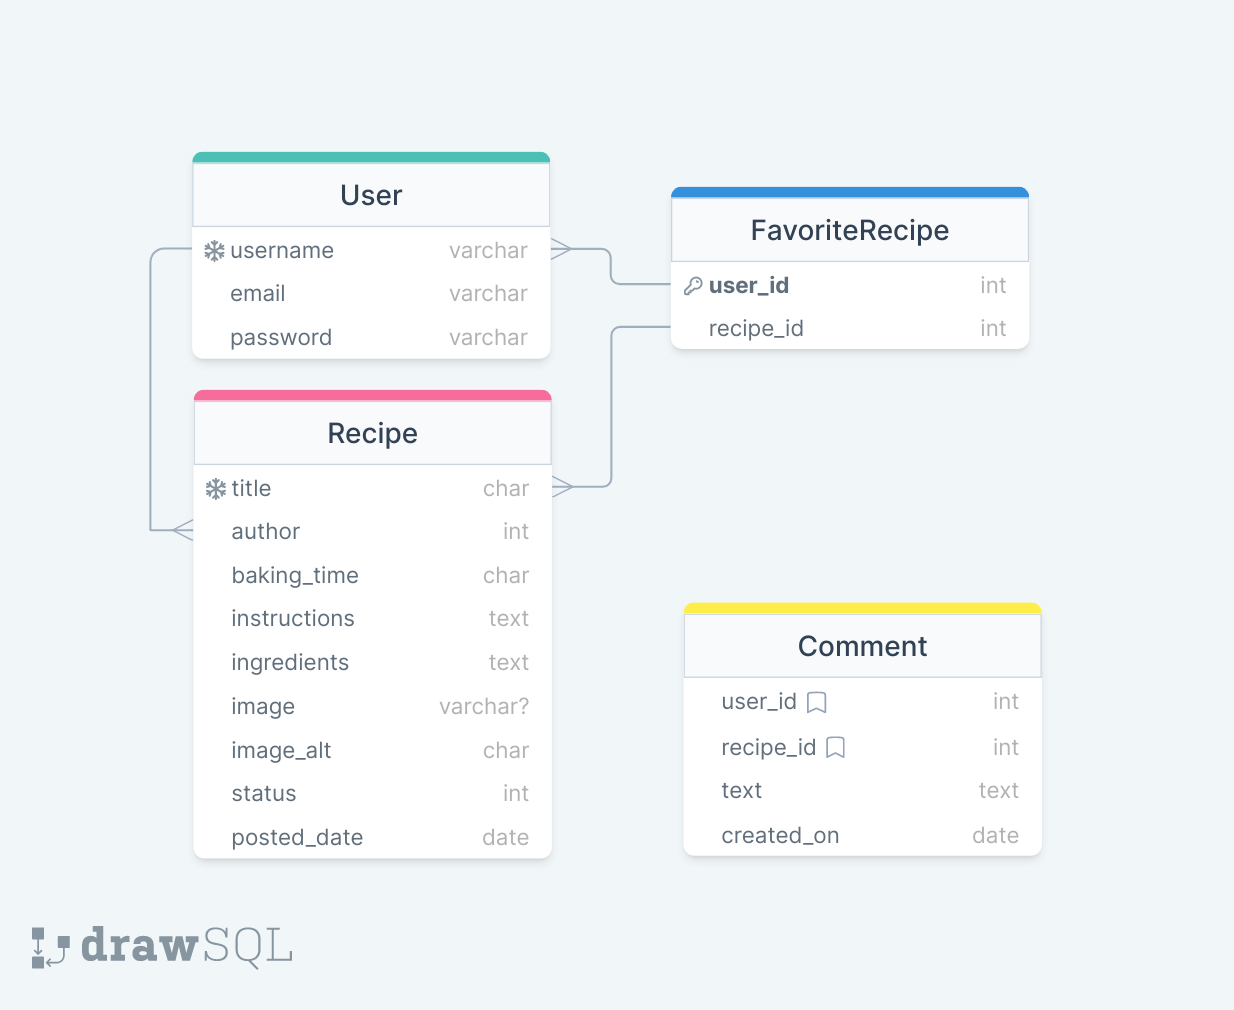 User
username varchar
email varchar
password varchar
FavoriteRecipe
user_id int
recipe_id int
Recipe
title char
author int
baking_time char
instructions text
ingredients text
image varchar?
image_alt char
status int
posted_date date
Comment
user_id int
recipe_id int
text text
created_on date
drawSQL